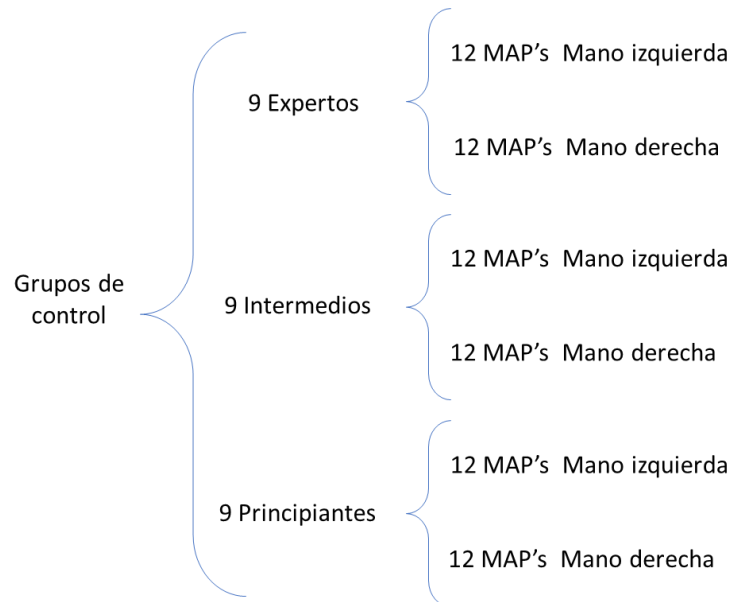 Grupos de
control
9 Expertos
12 MAP’s Mano izquierda
12 MAP’s Mano derecha
9 Intermedios
12 MAP’s Mano izquierda
12 MAP’s Mano derecha
9 Principiantes
12 MAP’s Mano izquierda
12 MAP’s Mano derecha